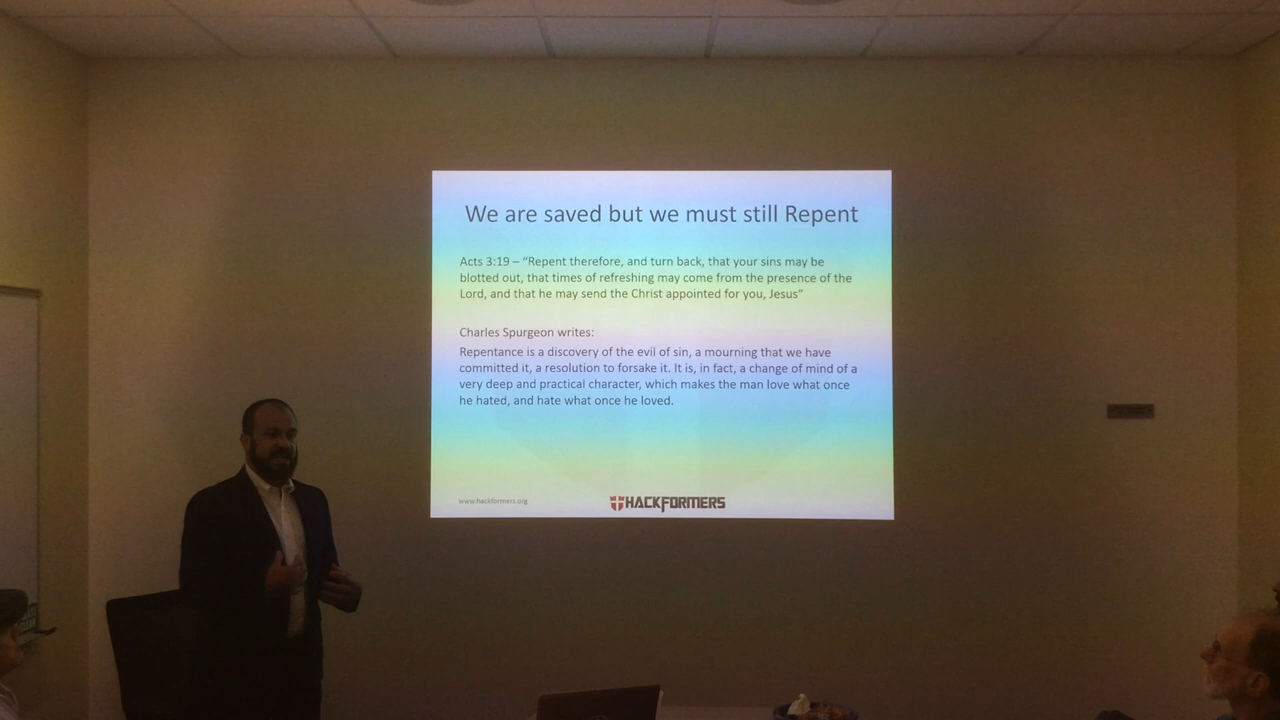 We are saved but we must still Repent
Acts 3:19 – “Repent therefore, and turn back, that your sins may be
blotted out, that times of refreshing may come from the presence of the
Lord, and that he may send the Christ appointed for you, Jesus”
Charles Spurgeon writes:
Repentance is a discovery of the evil of sin, a mourning that we have
committed it, a resolution to forsake it. It is, in fact, a change of mind of a
very deep and practical character, which makes the man love what once
he hated, and hate what once he loved.
www.hackformers.org
HACKFORMERS